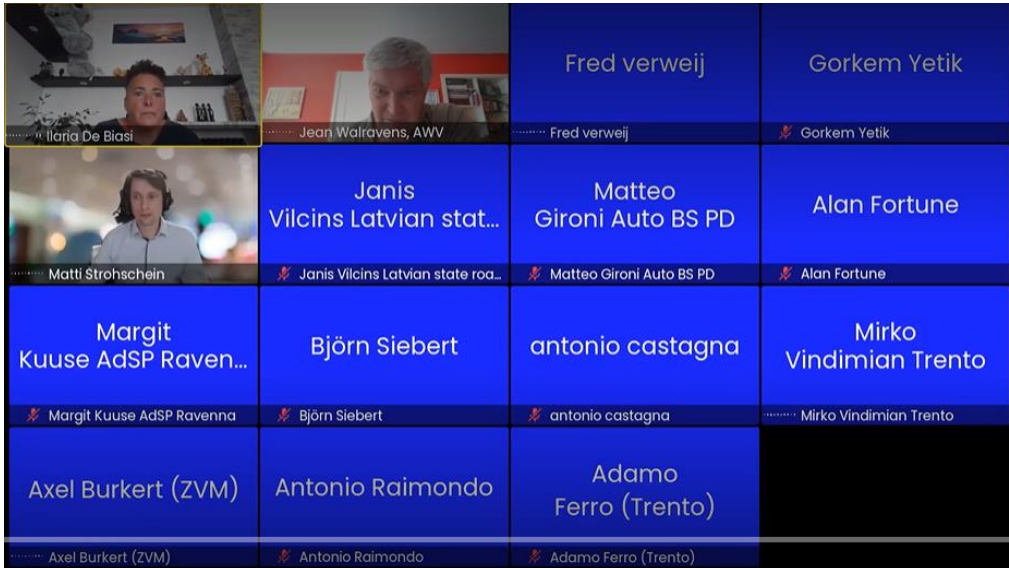 Ilaria De Biasi
Jean Walravens, AWV
Fred verweij
Fred verweij
Gorkem Yetik
Gorkem Yetik
Matti Strohschein
Janis
Vilcins Latvian stat...
Janis Vilcins Latvian state roa...
Matteo
Gironi Auto BS PD
Matteo Gironi Auto BS PD
Alan Fortune
Alan Fortune
Margit
Kuuse AdSP Raven...
Margit Kuuse AdSP Ravenna
Björn Siebert
Björn Siebert
antonio castagna
antonio castagna
Mirko
Vindimian Trento
Mirko Vindimian Trento
Axel Burkert (ZVM)
Axel Burkert (ZVM)
Antonio Raimondo
Antonio Raimondo
Adamo
Ferro (Trento)
Adamo Ferro (Trento)